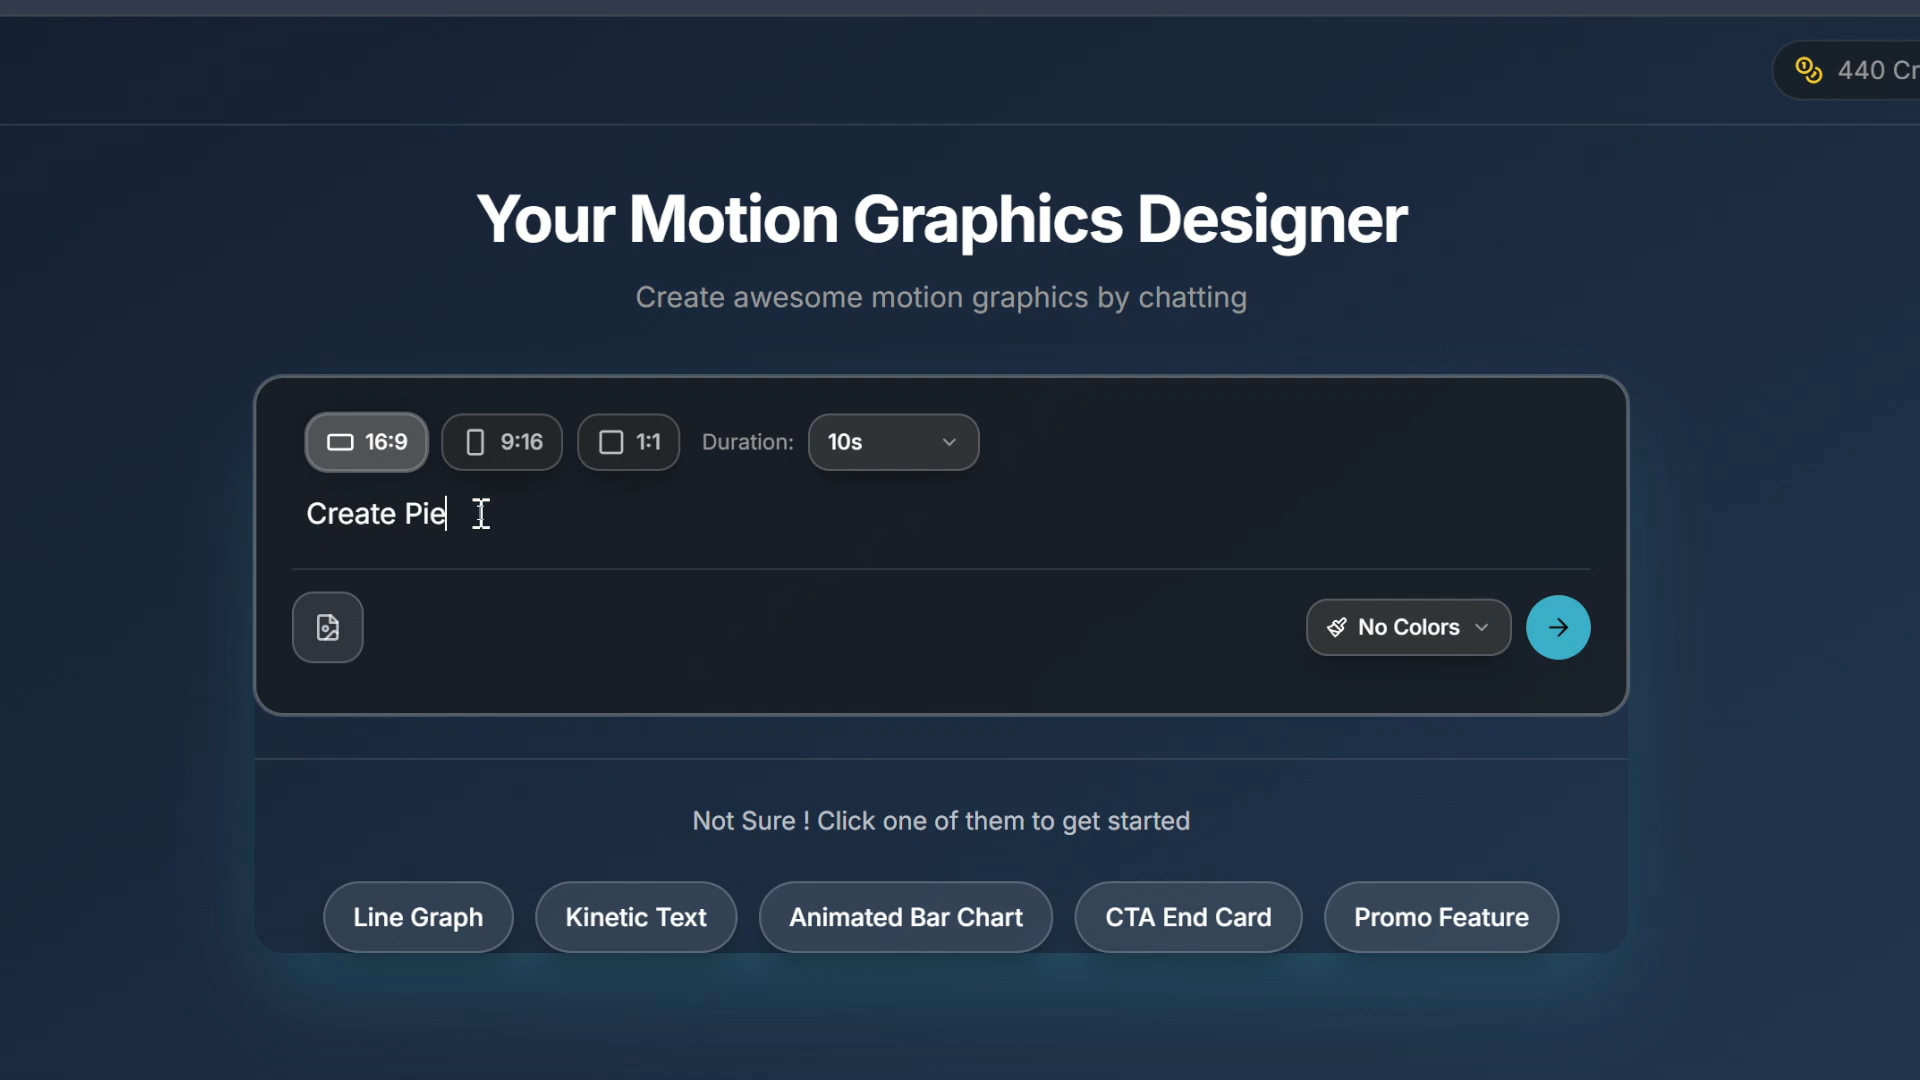 440 Cr
Your Motion Graphics Designer
Create awesome motion graphics by chatting
16:9 9:16 1:1 Duration: 10s
Create Pie
No Colors
Not Sure ! Click one of them to get started
Line Graph Kinetic Text Animated Bar Chart CTA End Card Promo Feature